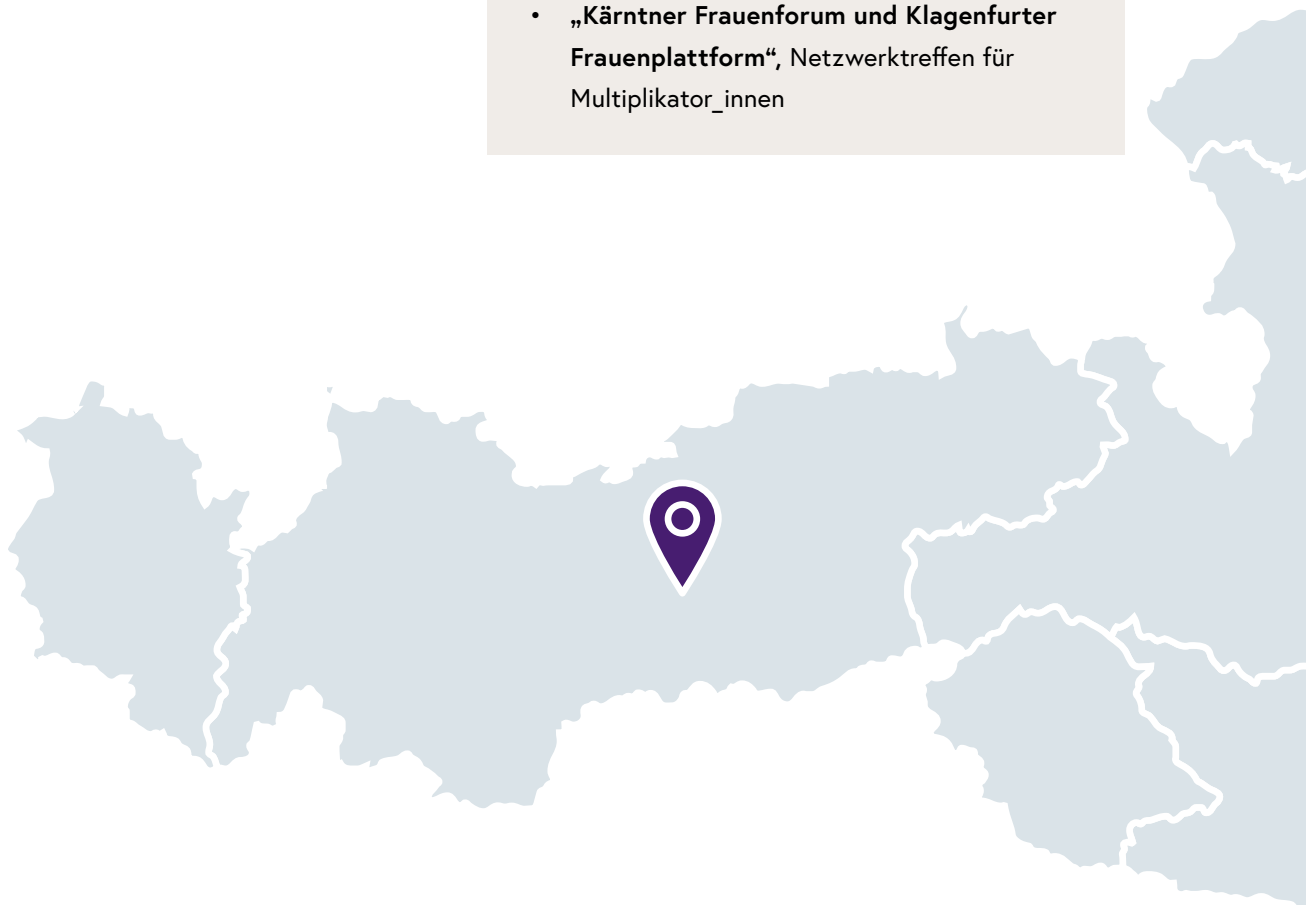 • „Kärntner Frauenforum und Klagenfurter
Frauenplattform“, Netzwerktreffen für
Multiplikator_innen